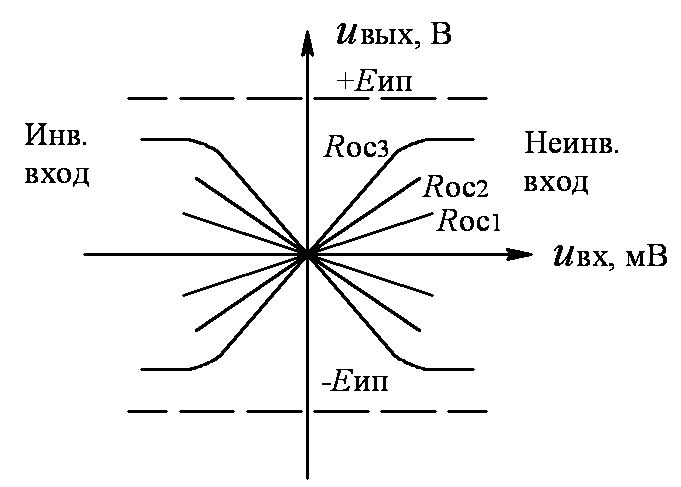 uвых, В
+Eип
Инв.
вход
Rос3
Неинв.
вход
Rос2
Rос1
uвх, мВ
-Eип